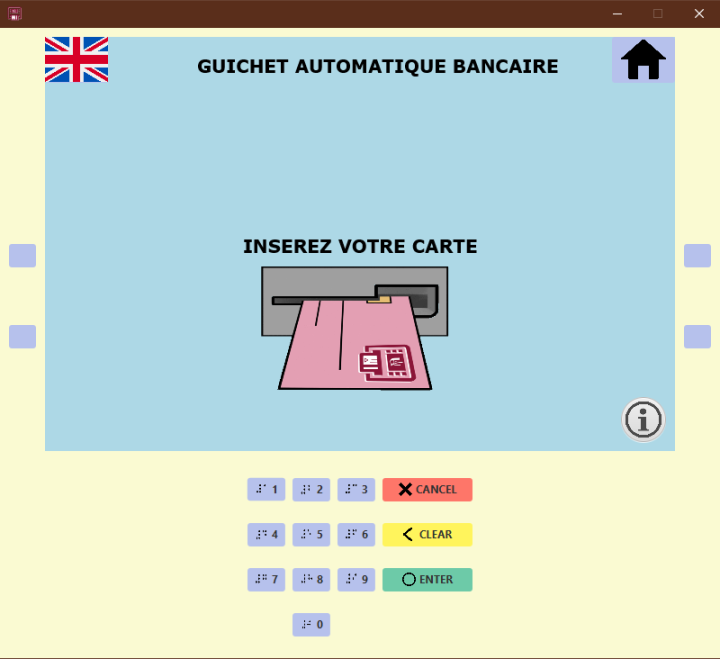 GUICHET AUTOMATIQUE BANCAIRE
INSEREZ VOTRE CARTE
1 2 3 CANCEL
4 5 6 CLEAR
7 8 9 ENTER
0